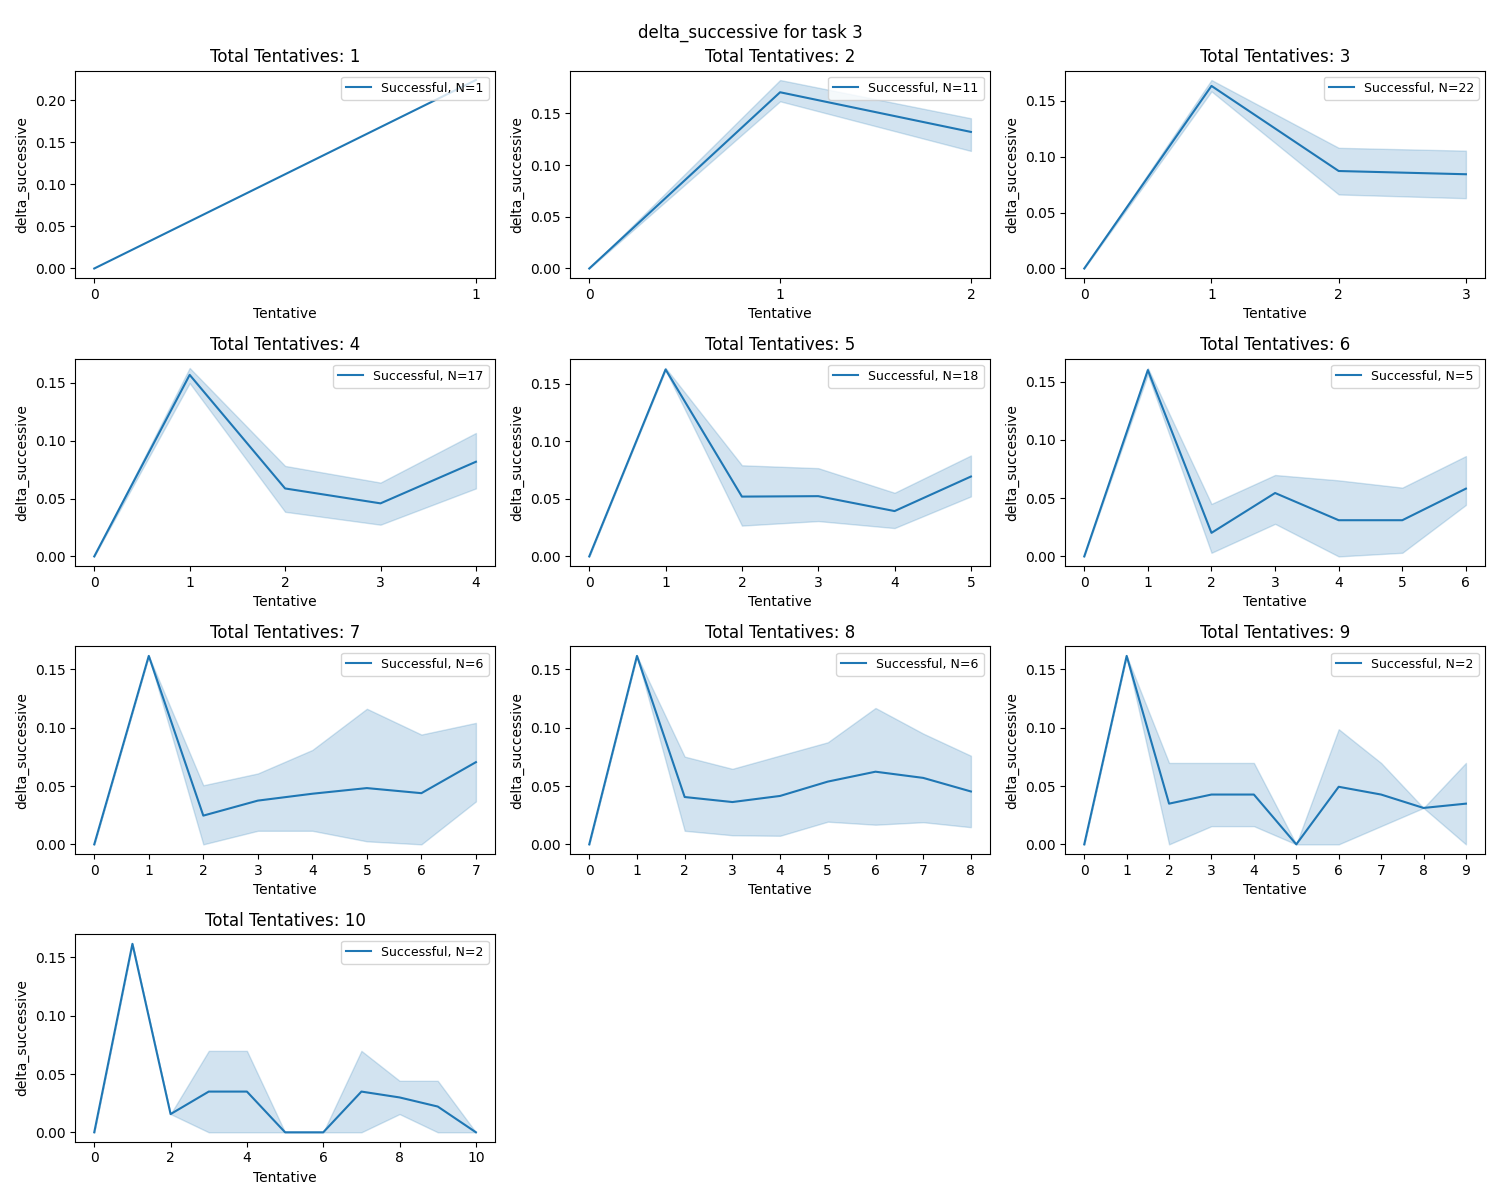 delta_successive for task 3
Total Tentatives: 1
Successful, N=1
delta_successive
0.20
0.15
0.10
0.05
0.00
0 1
Tentative
Total Tentatives: 2
Successful, N=11
delta_successive
0.15
0.10
0.05
0.00
0 1 2
Tentative
Total Tentatives: 3
Successful, N=22
delta_successive
0.15
0.10
0.05
0.00
0 1 2 3
Tentative
Total Tentatives: 4
Successful, N=17
delta_successive
0.15
0.10
0.05
0.00
0 1 2 3 4
Tentative
Total Tentatives: 5
Successful, N=18
delta_successive
0.15
0.10
0.05
0.00
0 1 2 3 4 5
Tentative
Total Tentatives: 6
Successful, N=5
delta_successive
0.15
0.10
0.05
0.00
0 1 2 3 4 5 6
Tentative
Total Tentatives: 7
Successful, N=6
delta_successive
0.15
0.10
0.05
0.00
0 1 2 3 4 5 6 7
Tentative
Total Tentatives: 8
Successful, N=6
delta_successive
0.15
0.10
0.05
0.00
0 1 2 3 4 5 6 7 8
Tentative
Total Tentatives: 9
Successful, N=2
delta_successive
0.15
0.10
0.05
0.00
0 1 2 3 4 5 6 7 8 9
Tentative
Total Tentatives: 10
Successful, N=2
delta_successive
0.15
0.10
0.05
0.00
0 2 4 6 8 10
Tentative